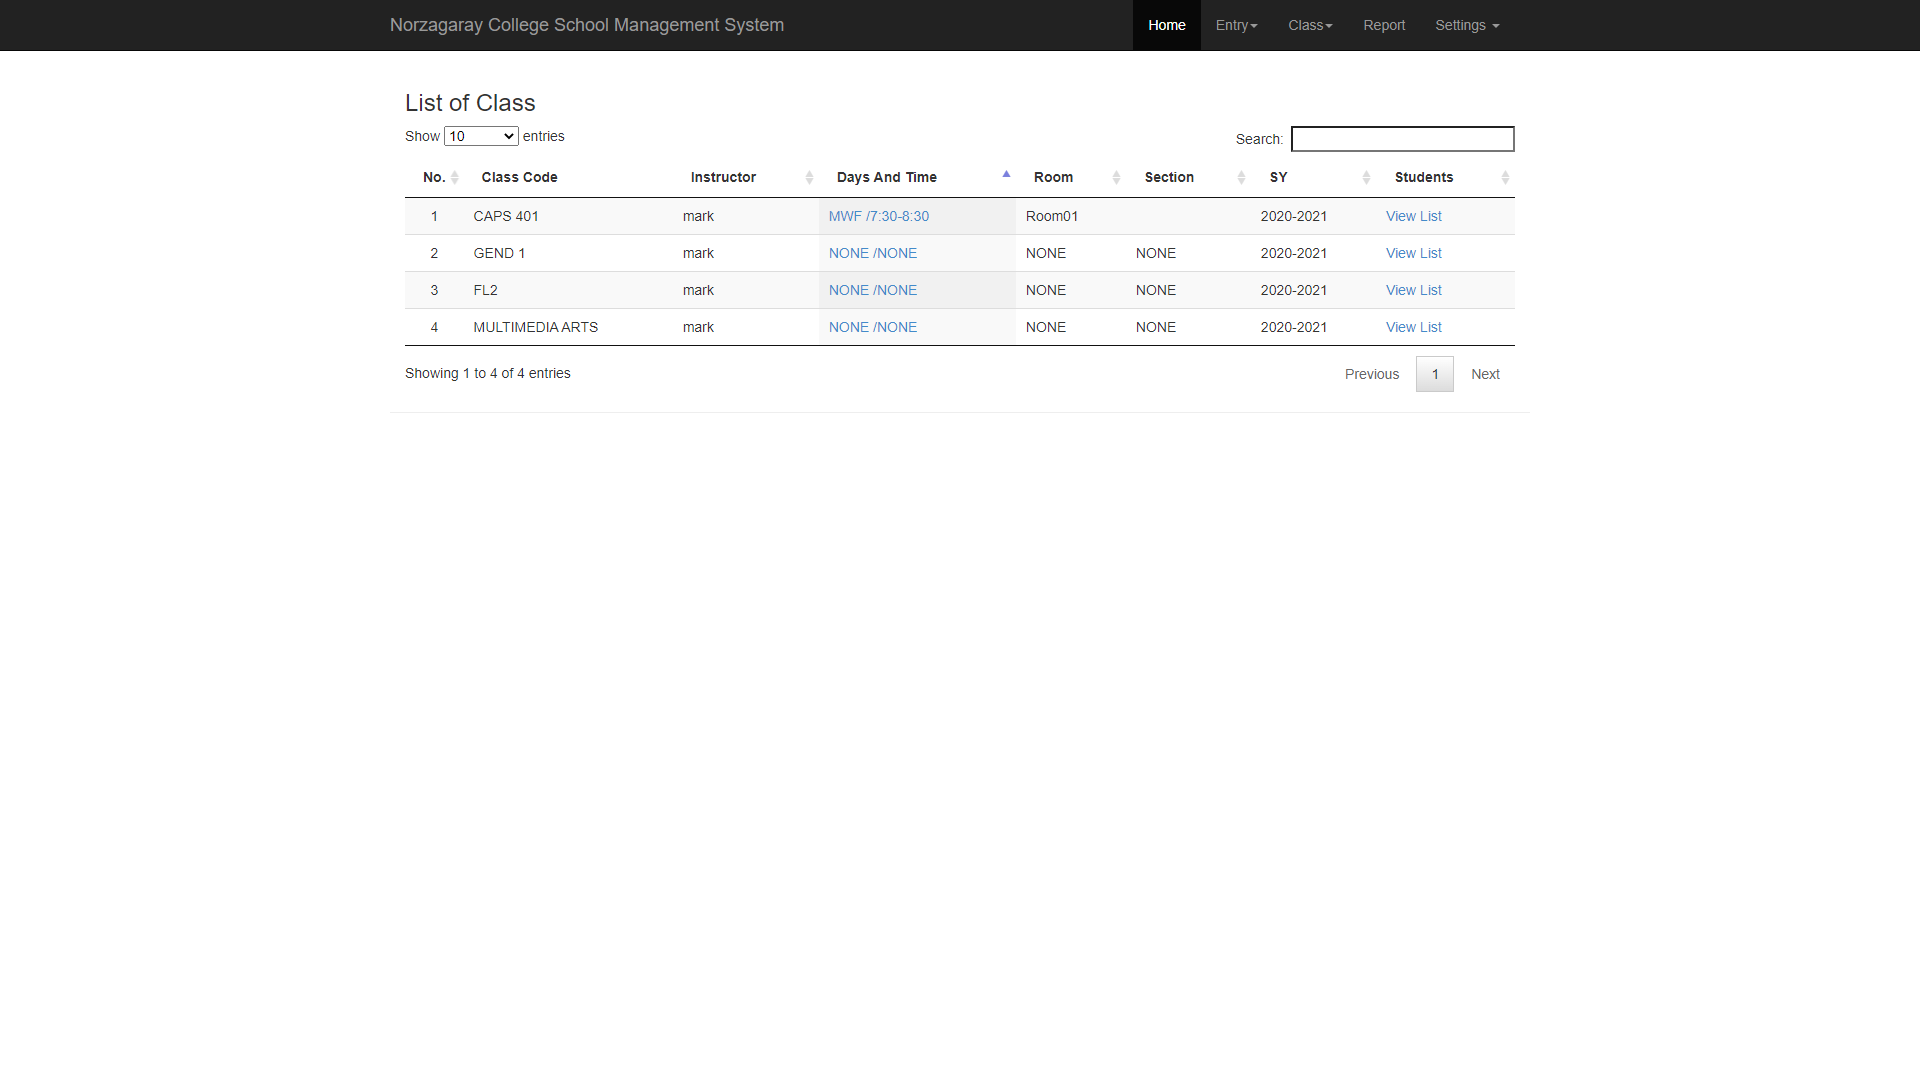 Norzagaray College School Management System Home Entry Class Report Settings
List of Class
Show 10 entries Search:
No. Class Code Instructor Days And Time Room Section SY Students
1 CAPS 401 mark MWF /7:30-8:30 Room01 2020-2021 View List
2 GEND 1 mark NONE /NONE NONE NONE 2020-2021 View List
3 FL2 mark NONE /NONE NONE NONE 2020-2021 View List
4 MULTIMEDIA ARTS mark NONE /NONE NONE NONE 2020-2021 View List
Showing 1 to 4 of 4 entries Previous 1 Next